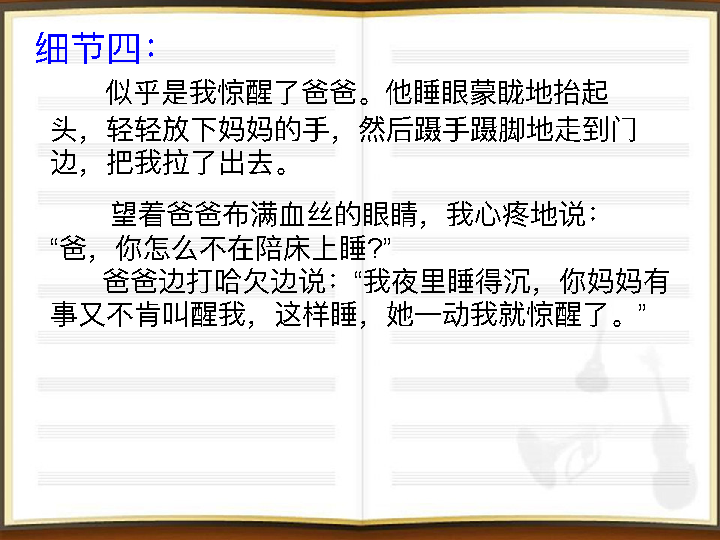 细节四：
似乎是我惊醒了爸爸。他睡眼蒙眬地抬起
头，轻轻放下妈妈的手，然后蹑手蹑脚地走到门
边，把我拉了出去。
望着爸爸布满血丝的眼睛，我心疼地说：
“爸，你怎么不在陪床上睡?”
爸爸边打哈欠边说：“我夜里睡得沉，你妈妈有
事又不肯叫醒我，这样睡，她一动我就惊醒了。”